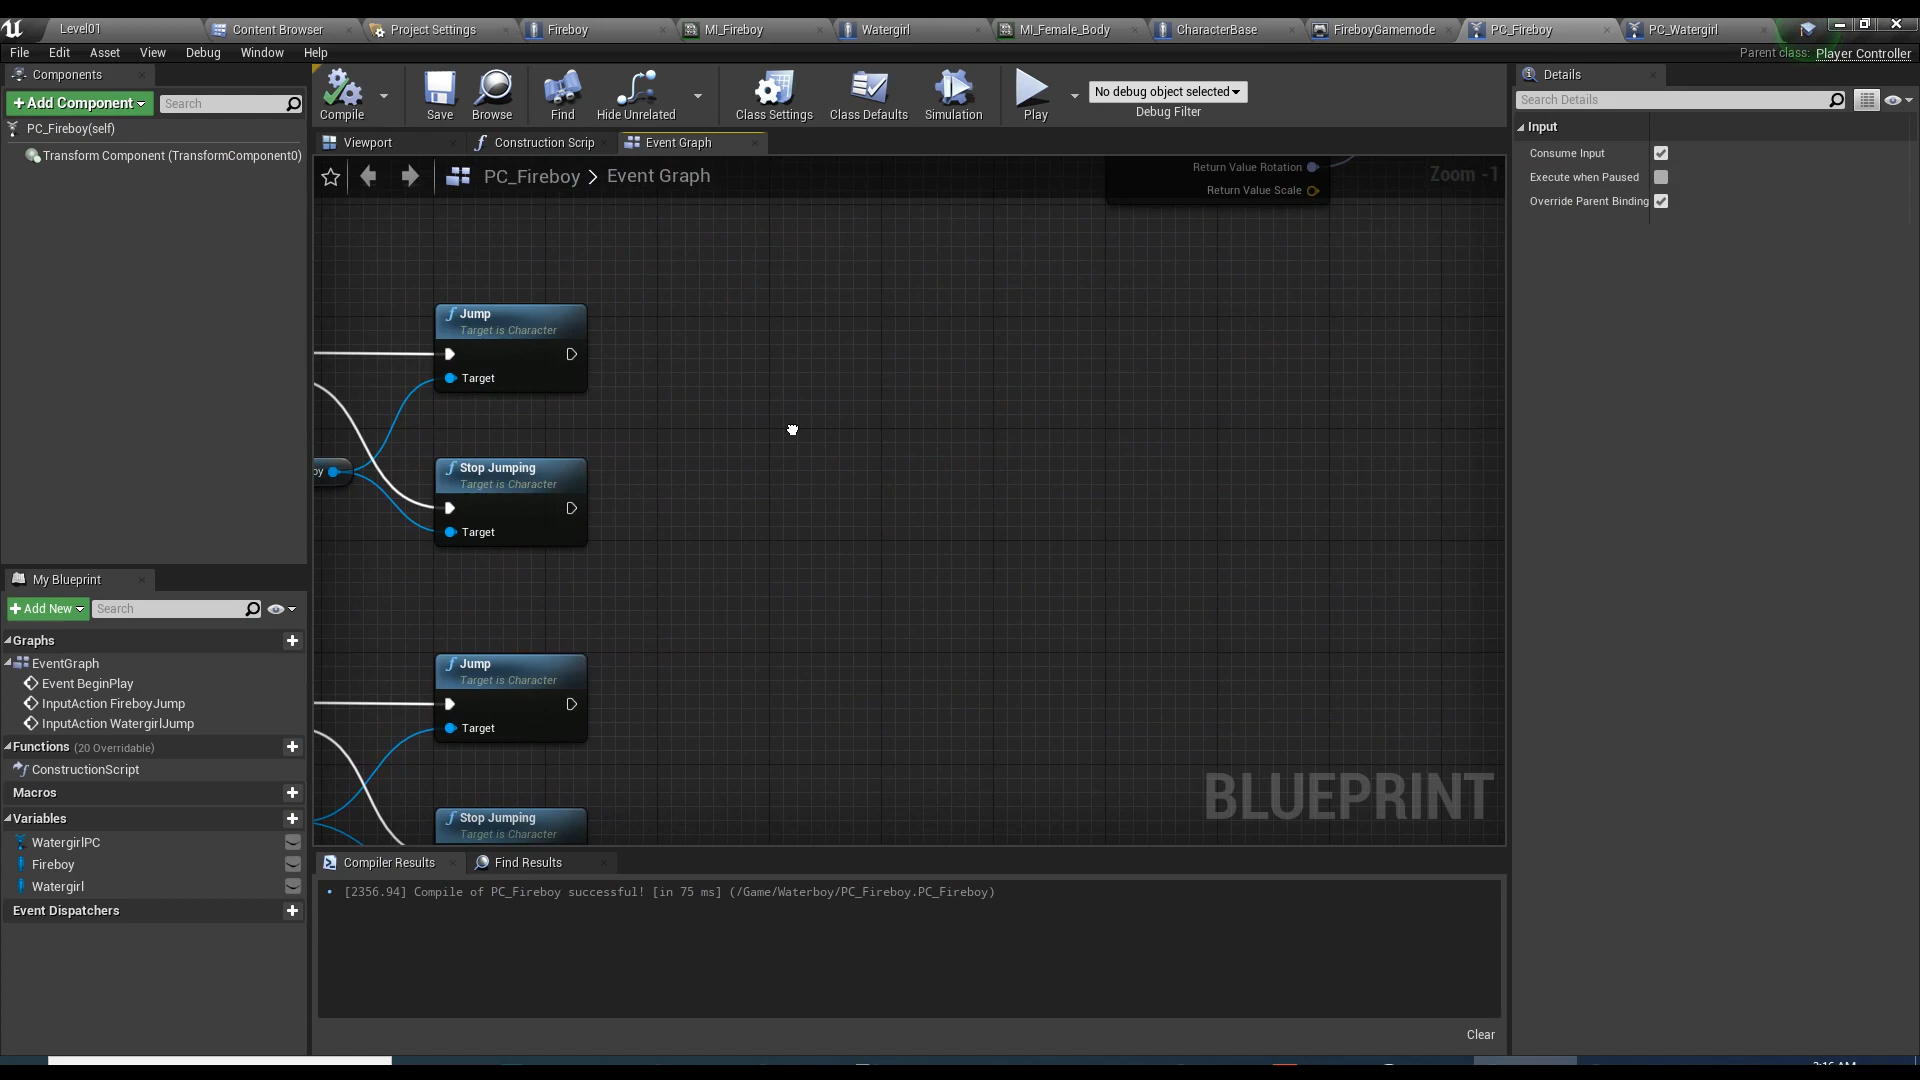 Level01
Content Browser
Project Settings
Fireboy
MI_Fireboy
Watergirl
MI_Female_Body
CharacterBase
FireboyGamemode
PC_Fireboy
PC_Watergirl
File Edit Asset View Debug Window Help
Parent class: Player Controller
Components
+ Add Component
Search
PC_Fireboy(self)
Transform Component (TransformComponent0)
Compile
Save
Browse
Find
Hide Unrelated
Class Settings
Class Defaults
Simulation
Play
No debug object selected
Debug Filter
Viewport
Construction Scrip
Event Graph
PC_Fireboy > Event Graph
Zoom -1
Return Value Rotation
Return Value Scale
f Jump
Target is Character
Target
f Stop Jumping
Target is Character
Target
f Jump
Target is Character
Target
f Stop Jumping
Target is Character
BLUEPRINT
My Blueprint
+ Add New
Search
Graphs
EventGraph
Event BeginPlay
InputAction FireboyJump
InputAction WatergirlJump
Functions (20 Overridable)
ConstructionScript
Macros
Variables
WatergirlPC
Fireboy
Watergirl
Event Dispatchers
Compiler Results
Find Results
[2356.94] Compile of PC_Fireboy successful! [in 75 ms] (/Game/Waterboy/PC_Fireboy.PC_Fireboy)
Clear
Details
Search Details
Input
Consume Input
Execute when Paused
Override Parent Binding